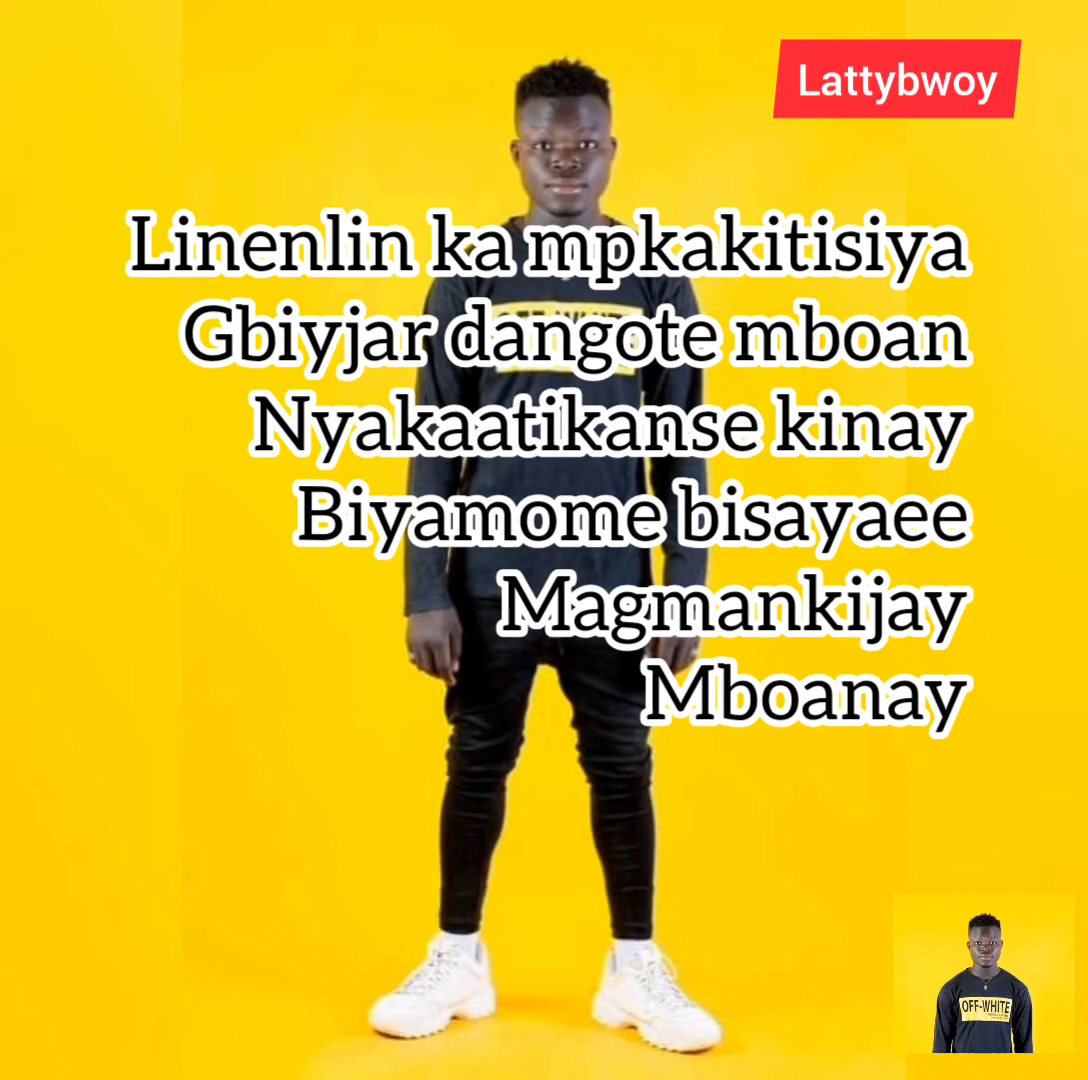 Lattybwoy
Linenlin ka mpkakitisiya
Gbiyjar dangote mboan
Nyakaatikanse kinay
Biyamome bisayaee
Magmankijay
Mboanay
OFF-WHITE